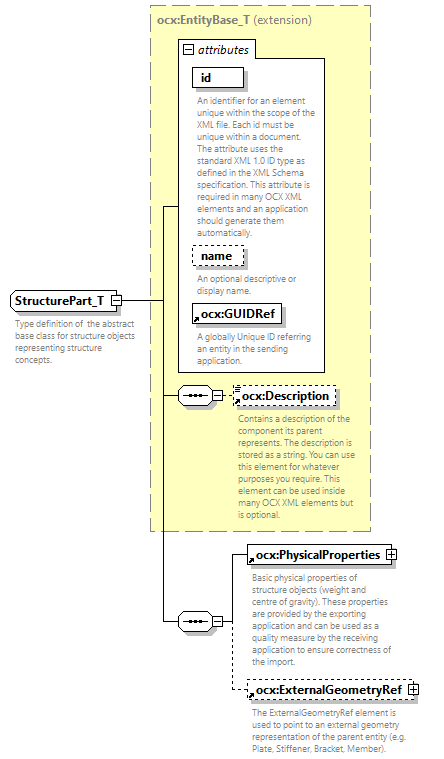 ocx:EntityBase_T (extension)
attributes
id
An identifier for an element
unique within the scope of the
XML file. Each id must be
unique within a document.
The attribute uses the
standard XML 1.0 ID type as
defined in the XML Schema
specification. This attribute is
required in many OCX XML
elements and an application
should generate them
automatically.
name
An optional descriptive or
display name.
ocx:GUIDRef
A globally Unique ID referring
an entity in the sending
application.
StructurePart_T
Type definition of the abstract
base class for structure objects
representing structure
concepts.
ocx:Description
Contains a description of the
component its parent
represents. The description is
stored as a string. You can use
this element for whatever
purposes you require. This
element can be used inside
many OCX XML elements but
is optional.
ocx:PhysicalProperties
Basic physical properties of
structure objects (weight and
centre of gravity). These properties
are provided by the exporting
application and can be used as a
quality measure by the receiving
application to ensure correctness of
the import.
ocx:ExternalGeometryRef
The ExternalGeometryRef element is
used to point to an external geometry
representation of the parent entity (e.g.
Plate, Stiffener, Bracket, Member).